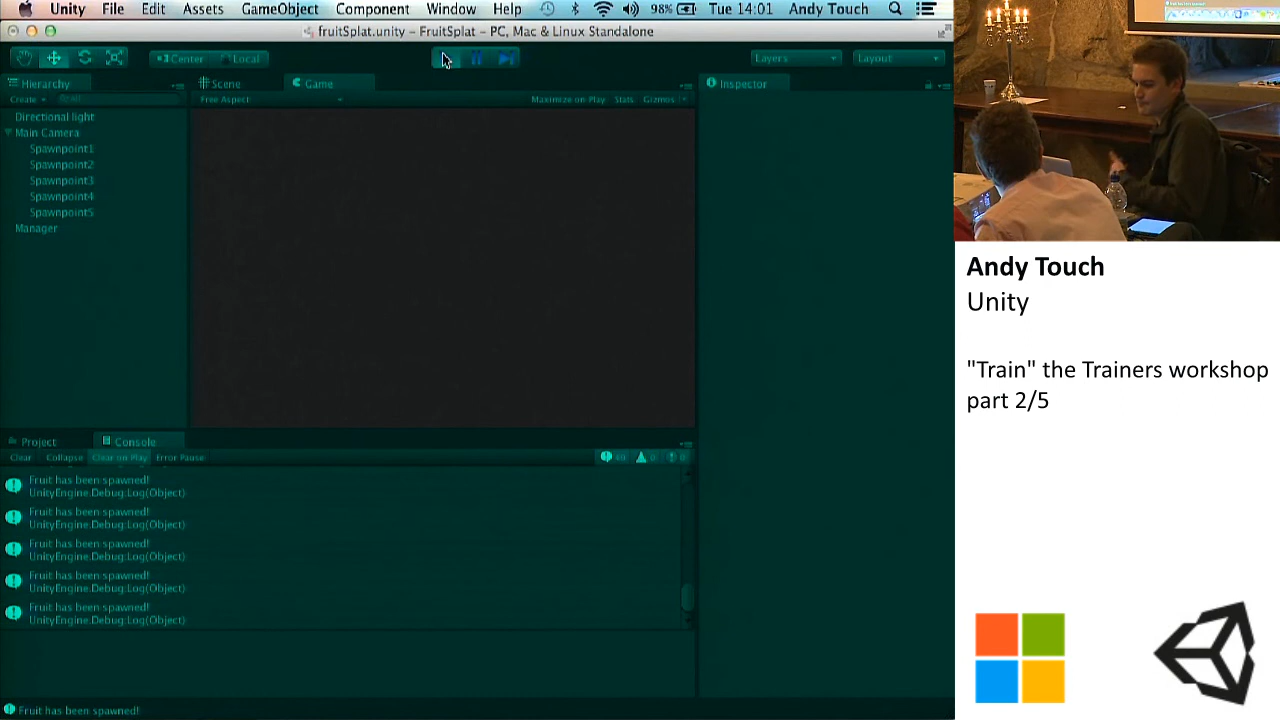 Unity File Edit Assets GameObject Component Window Help 98% Tue 14:01 Andy Touch
fruitSplat.unity – FruitSplat – PC, Mac & Linux Standalone
Center Local Layers Layout
Hierarchy Scene Game Inspector
Create Free Aspect Maximize on Play Stats Gizmos
Directional light
Main Camera
Spawnpoint1
Spawnpoint2
Spawnpoint3
Spawnpoint4
Spawnpoint5
Manager
Project Console
Clear Collapse Clear on Play Error Pause
Fruit has been spawned!
UnityEngine.Debug:Log(Object)
Fruit has been spawned!
UnityEngine.Debug:Log(Object)
Fruit has been spawned!
UnityEngine.Debug:Log(Object)
Fruit has been spawned!
UnityEngine.Debug:Log(Object)
Fruit has been spawned!
UnityEngine.Debug:Log(Object)
Fruit has been spawned!
Andy Touch
Unity
"Train" the Trainers workshop
part 2/5